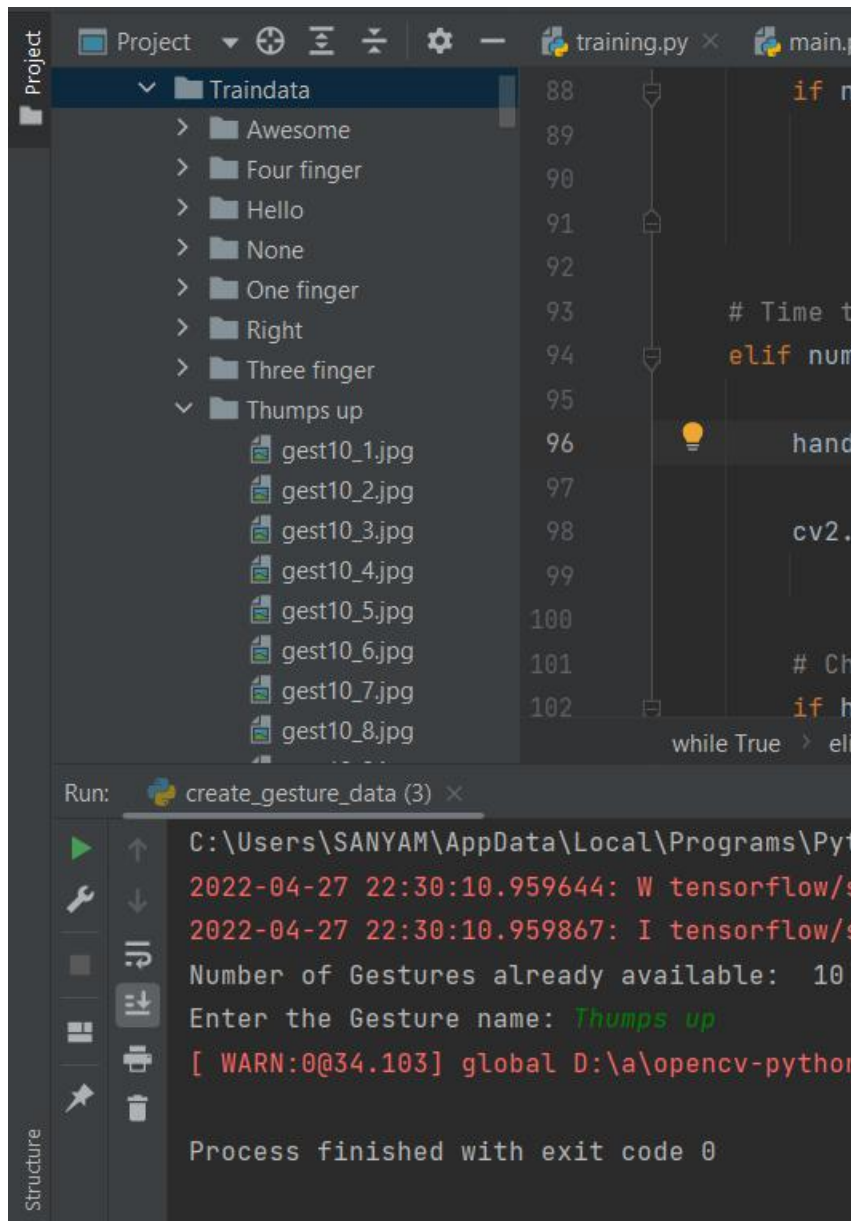 Project
Project
training.py
main.p
Traindata
Awesome
Four finger
Hello
None
One finger
Right
Three finger
Thumps up
gest10_1.jpg
gest10_2.jpg
gest10_3.jpg
gest10_4.jpg
gest10_5.jpg
gest10_6.jpg
gest10_7.jpg
gest10_8.jpg
88 if n
89
90
91
92
93 # Time t
94 elif num
95
96 hand
97
98 cv2.
99
100
101 # Ch
102 if h
while True > eli
Run: create_gesture_data (3)
C:\Users\SANYAM\AppData\Local\Programs\Pyt
2022-04-27 22:30:10.959644: W tensorflow/s
2022-04-27 22:30:10.959867: I tensorflow/s
Number of Gestures already available:  10
Enter the Gesture name: Thumps up
[ WARN:0@34.103] global D:\a\opencv-python
Process finished with exit code 0
Structure